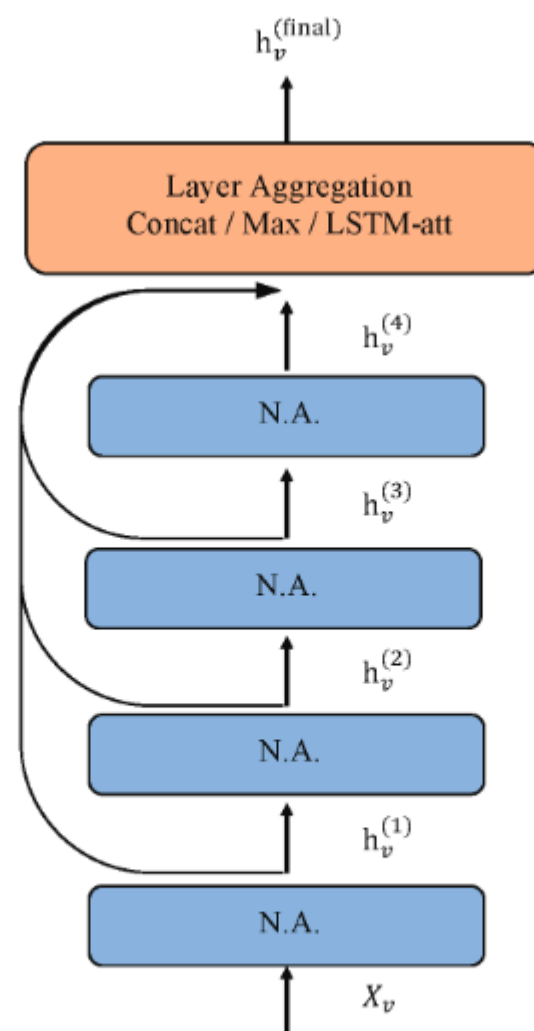 h_v^(final)
Layer Aggregation
Concat / Max / LSTM-att
h_v^(4)
N.A.
h_v^(3)
N.A.
h_v^(2)
N.A.
h_v^(1)
N.A.
X_v